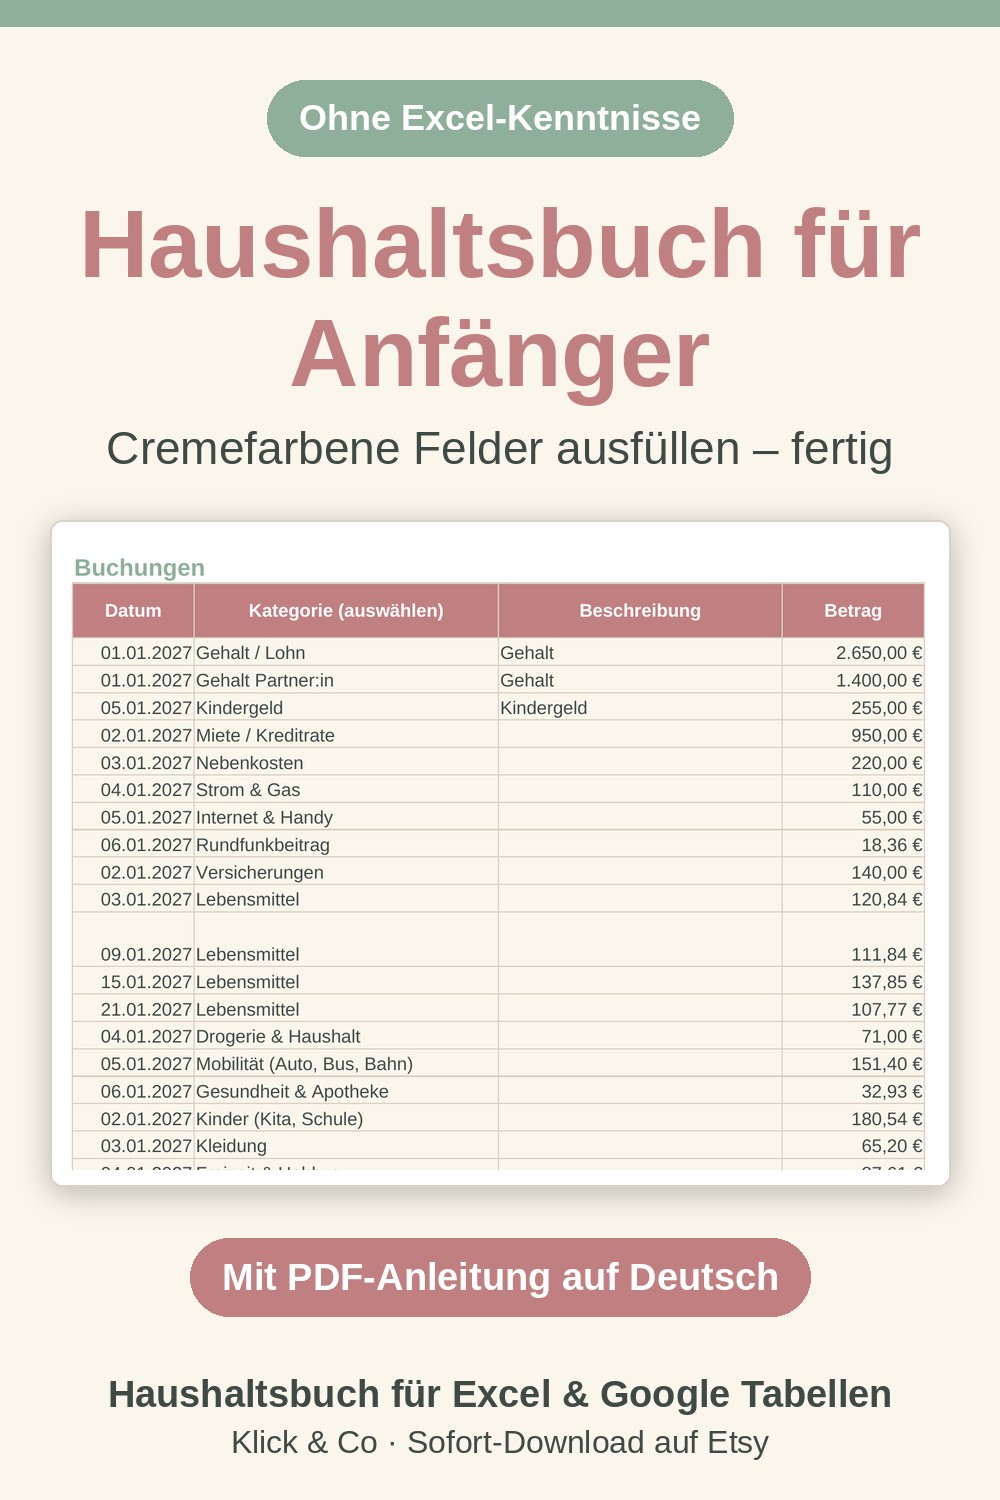 Ohne Excel-Kenntnisse
Haushaltsbuch für
Anfänger
Cremefarbene Felder ausfüllen – fertig
Buchungen
Datum Kategorie (auswählen) Beschreibung Betrag
01.01.2027 Gehalt / Lohn Gehalt 2.650,00 €
01.01.2027 Gehalt Partner:in Gehalt 1.400,00 €
05.01.2027 Kindergeld Kindergeld 255,00 €
02.01.2027 Miete / Kreditrate 950,00 €
03.01.2027 Nebenkosten 220,00 €
04.01.2027 Strom & Gas 110,00 €
05.01.2027 Internet & Handy 55,00 €
06.01.2027 Rundfunkbeitrag 18,36 €
02.01.2027 Versicherungen 140,00 €
03.01.2027 Lebensmittel 120,84 €
09.01.2027 Lebensmittel 111,84 €
15.01.2027 Lebensmittel 137,85 €
21.01.2027 Lebensmittel 107,77 €
04.01.2027 Drogerie & Haushalt 71,00 €
05.01.2027 Mobilität (Auto, Bus, Bahn) 151,40 €
06.01.2027 Gesundheit & Apotheke 32,93 €
02.01.2027 Kinder (Kita, Schule) 180,54 €
03.01.2027 Kleidung 65,20 €
Mit PDF-Anleitung auf Deutsch
Haushaltsbuch für Excel & Google Tabellen
Klick & Co · Sofort-Download auf Etsy